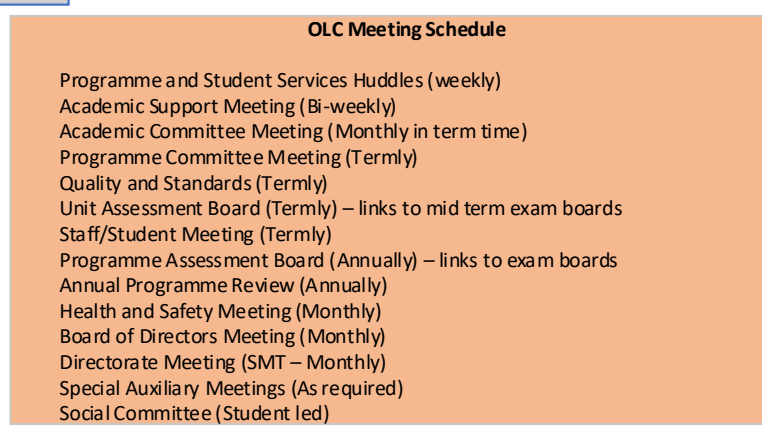 OLC Meeting Schedule
Programme and Student Services Huddles (weekly)
Academic Support Meeting (Bi-weekly)
Academic Committee Meeting (Monthly in term time)
Programme Committee Meeting (Termly)
Quality and Standards (Termly)
Unit Assessment Board (Termly) – links to mid term exam boards
Staff/Student Meeting (Termly)
Programme Assessment Board (Annually) – links to exam boards
Annual Programme Review (Annually)
Health and Safety Meeting (Monthly)
Board of Directors Meeting (Monthly)
Directorate Meeting (SMT – Monthly)
Special Auxiliary Meetings (As required)
Social Committee (Student led)